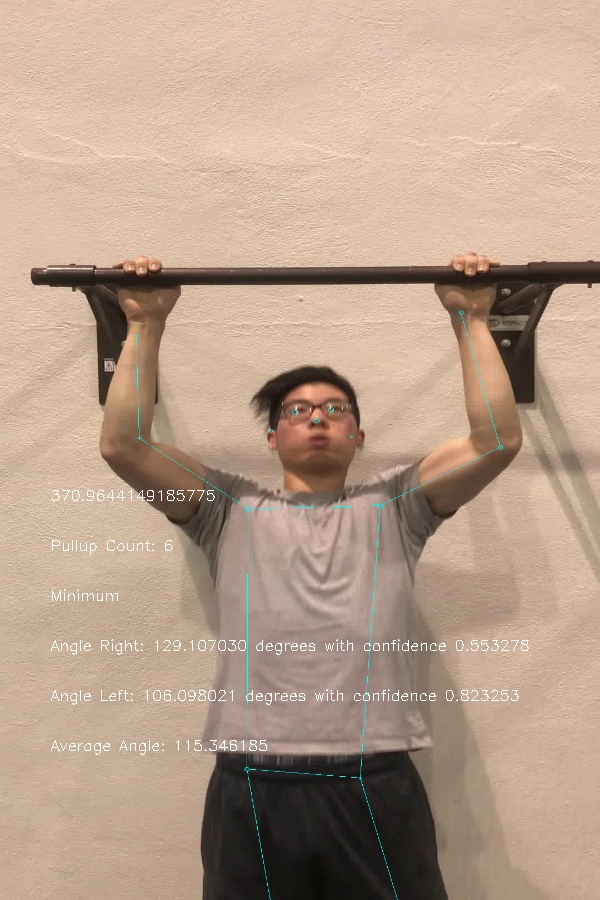 370.9644149185775
Pullup Count: 6
Minimum
Angle Right: 129.107030 degrees with confidence 0.553278
Angle Left: 106.098021 degrees with confidence 0.823253
Average Angle: 115.346185